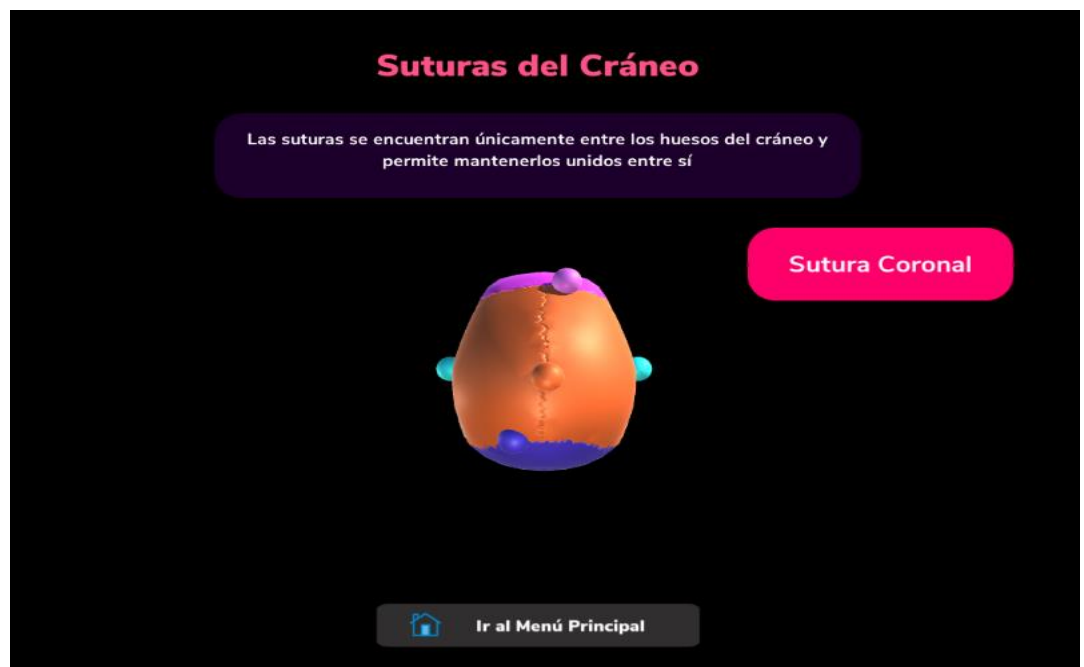 Suturas del Cráneo
Las suturas se encuentran únicamente entre los huesos del cráneo y
permite mantenerlos unidos entre sí
Sutura Coronal
Ir al Menú Principal